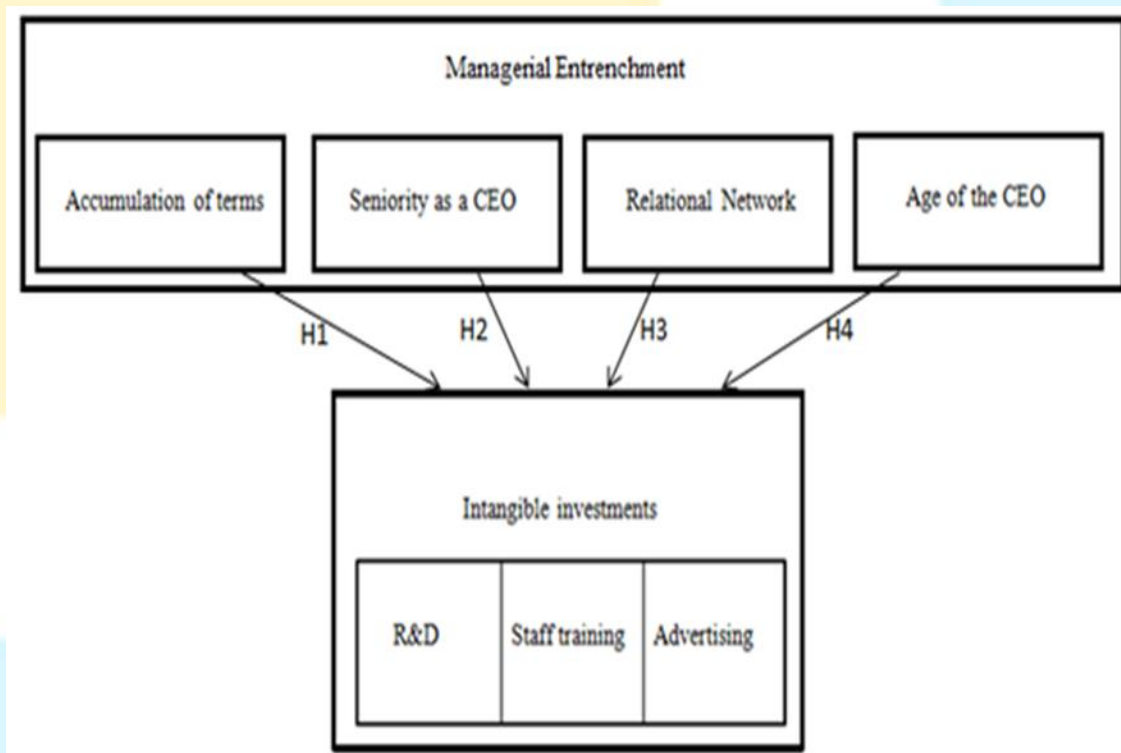 Managerial Entrenchment
Accumulation of terms
Seniority as a CEO
Relational Network
Age of the CEO
H1
H2
H3
H4
Intangible investments
R&D
Staff training
Advertising